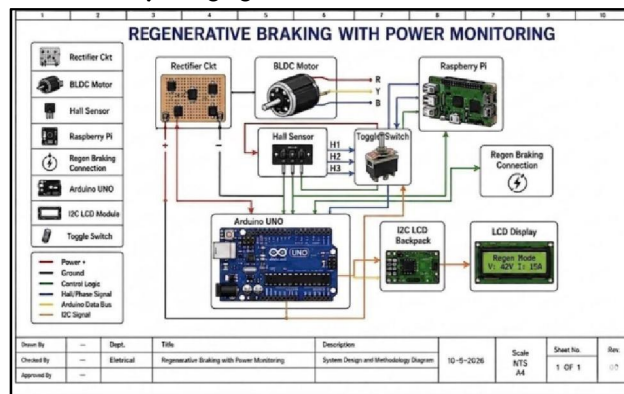 1 2 3 4 5 6 7 8 9 10
REGENERATIVE BRAKING WITH POWER MONITORING
Rectifier Ckt
BLDC Motor
Hall Sensor
Raspberry Pi
Regen Braking
Connection
Arduino UNO
I2C LCD Module
Toggle Switch
Power +
Ground
Control Logic
Hall/Phase Signal
Arduino Data Bus
I2C Signal
Rectifier Ckt
BLDC Motor
R
Y
B
Raspberry Pi
+
−
Hall Sensor
H1
H2
H3
Toggle Switch
Regen Braking
Connection
Arduino UNO
UNO
I2C LCD
Backpack
LCD Display
Regen Mode
V: 42V I: 15A
Drawn By — Dept. Title Description 10-5-2026 Scale NTS A4 Sheet No. Rev.
Checked By — Eletrical Regenerative Braking with Power Monitoring System Design and Methodology Diagram 1 OF 1
Approved By —